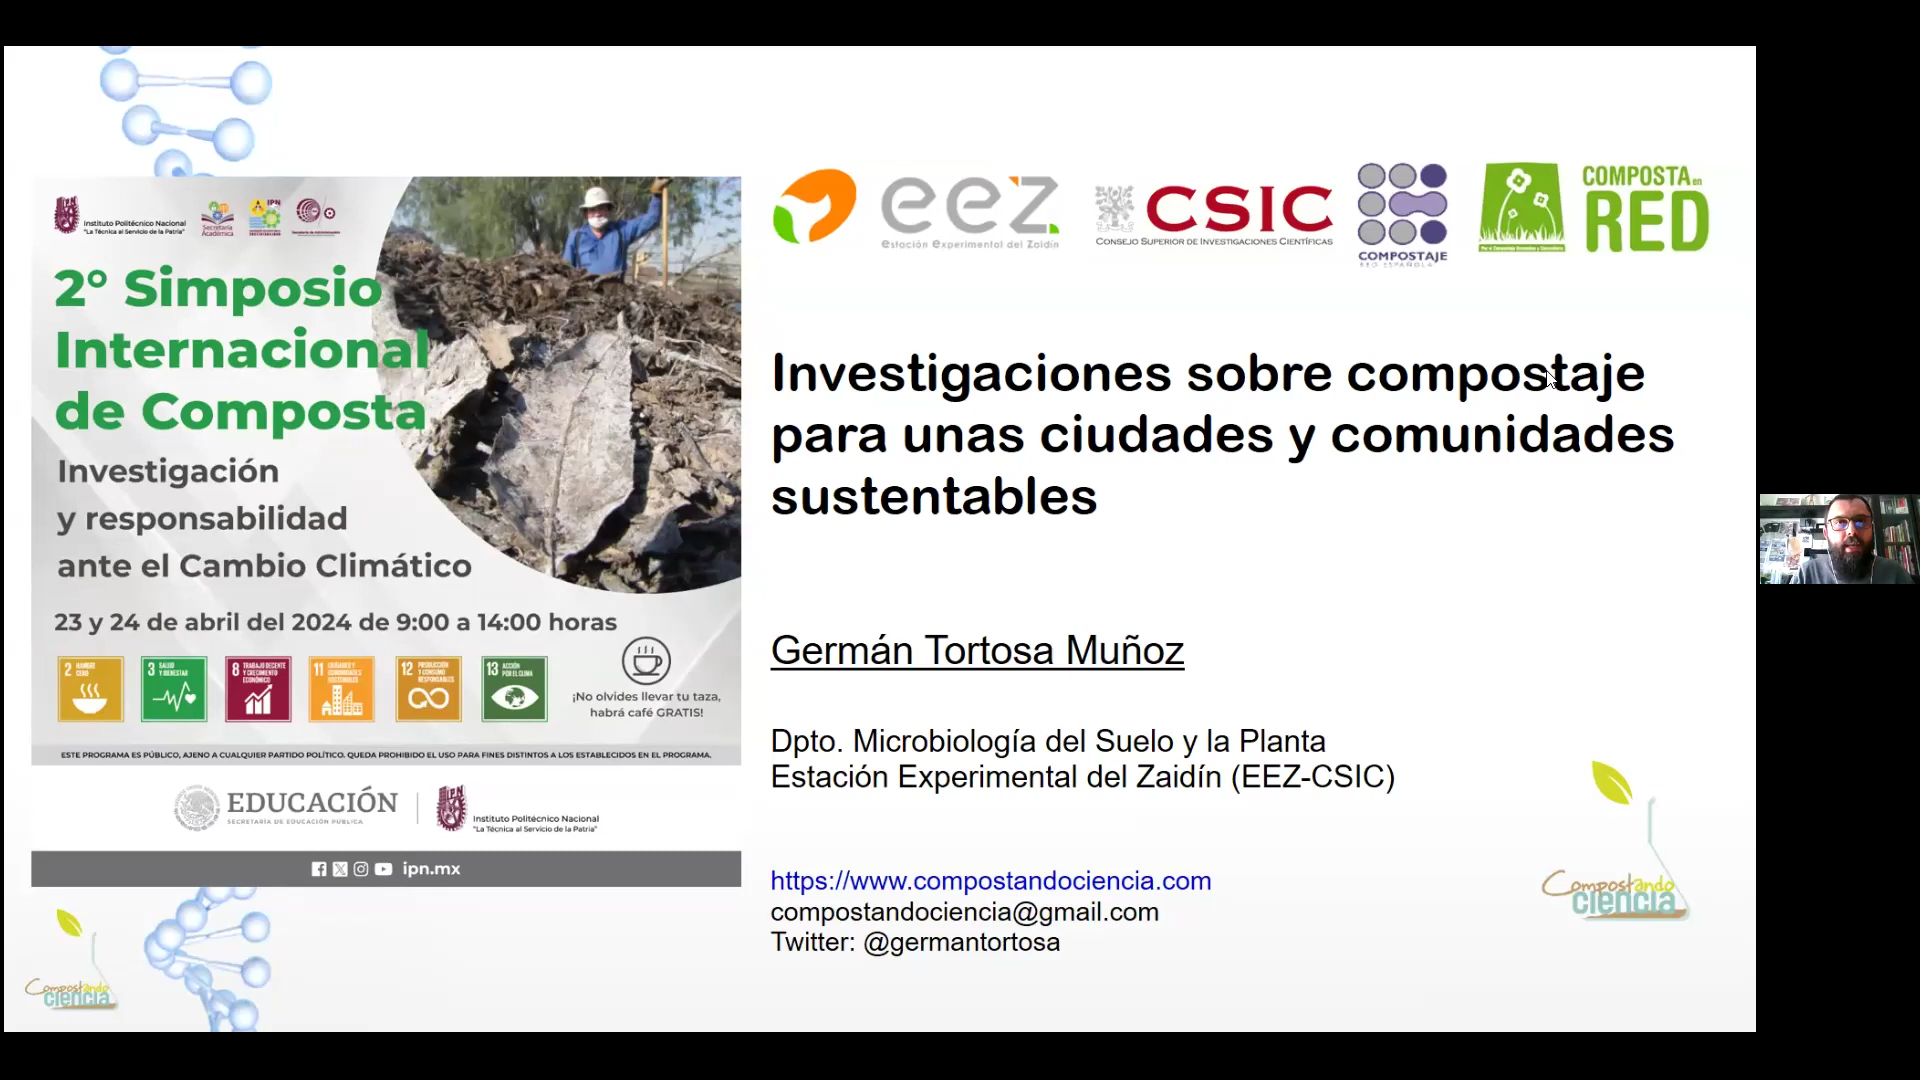 Instituto Politécnico Nacional
"La Técnica al Servicio de la Patria"
Secretaría
Académica
IPN
2° Simposio
Internacional
de Composta
Investigación
y responsabilidad
ante el Cambio Climático
23 y 24 de abril del 2024 de 9:00 a 14:00 horas
2 HAMBRE CERO
3 SALUD Y BIENESTAR
8 TRABAJO DECENTE Y CRECIMIENTO ECONÓMICO
11 CIUDADES Y COMUNIDADES SOSTENIBLES
12 PRODUCCIÓN Y CONSUMO RESPONSABLES
13 ACCIÓN POR EL CLIMA
¡No olvides llevar tu taza,
habrá café GRATIS!
ESTE PROGRAMA ES PÚBLICO, AJENO A CUALQUIER PARTIDO POLÍTICO. QUEDA PROHIBIDO EL USO PARA FINES DISTINTOS A LOS ESTABLECIDOS EN EL PROGRAMA.
EDUCACIÓN
SECRETARÍA DE EDUCACIÓN PÚBLICA
IPN
Instituto Politécnico Nacional
"La Técnica al Servicio de la Patria"
ipn.mx
Compostando
ciencia
eez
Estación Experimental del Zaidín
CSIC
CONSEJO SUPERIOR DE INVESTIGACIONES CIENTÍFICAS
COMPOSTAJE
RED ESPAÑOLA
COMPOSTA en
RED
Investigaciones sobre compostaje
para unas ciudades y comunidades
sustentables
Germán Tortosa Muñoz
Dpto. Microbiología del Suelo y la Planta
Estación Experimental del Zaidín (EEZ-CSIC)
https://www.compostandociencia.com
compostandociencia@gmail.com
Twitter: @germantortosa
Compostando
ciencia